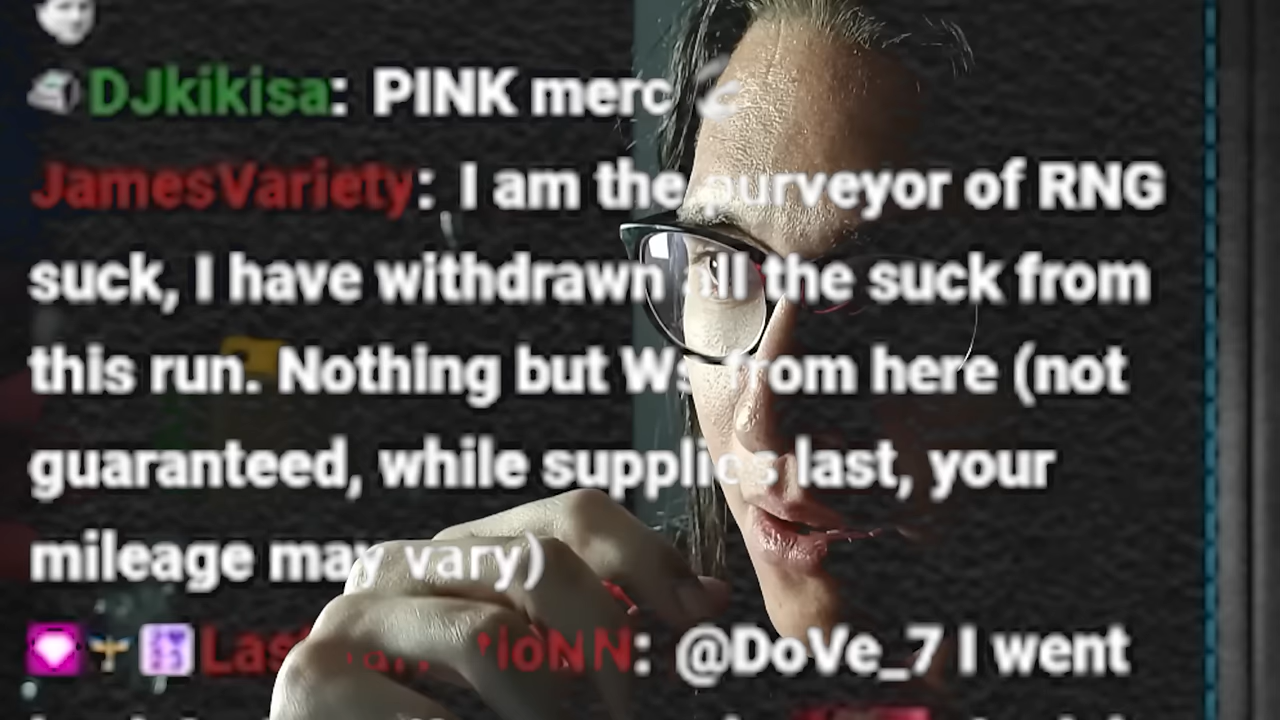 DJkikisa: PINK merc
JamesVariety: I am the purveyor of RNG
suck, I have withdrawn all the suck from
this run. Nothing but Ws from here (not
guaranteed, while supplies last, your
mileage may vary)
: @DoVe_7 I went